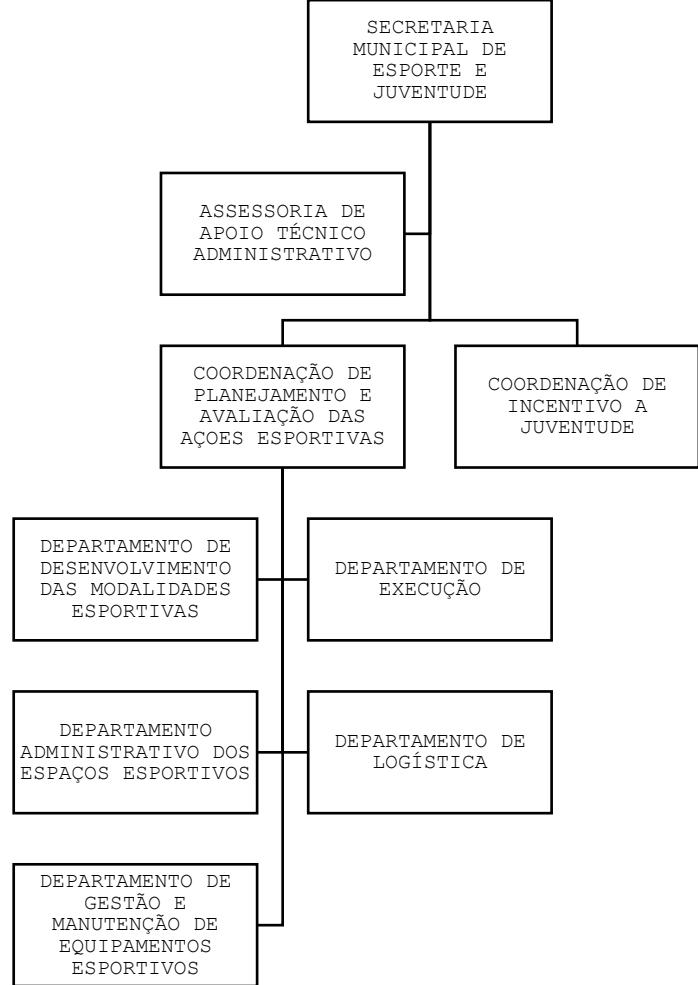 SECRETARIA
MUNICIPAL DE
ESPORTE E
JUVENTUDE
ASSESSORIA DE
APOIO TÉCNICO
ADMINISTRATIVO
COORDENAÇÃO DE
PLANEJAMENTO E
AVALIAÇÃO DAS
AÇOES ESPORTIVAS
COORDENAÇÃO DE
INCENTIVO A
JUVENTUDE
DEPARTAMENTO DE
DESENVOLVIMENTO
DAS MODALIDADES
ESPORTIVAS
DEPARTAMENTO DE
EXECUÇÃO
DEPARTAMENTO
ADMINISTRATIVO DOS
ESPAÇOS ESPORTIVOS
DEPARTAMENTO DE
LOGÍSTICA
DEPARTAMENTO DE
GESTÃO E
MANUTENÇÃO DE
EQUIPAMENTOS
ESPORTIVOS